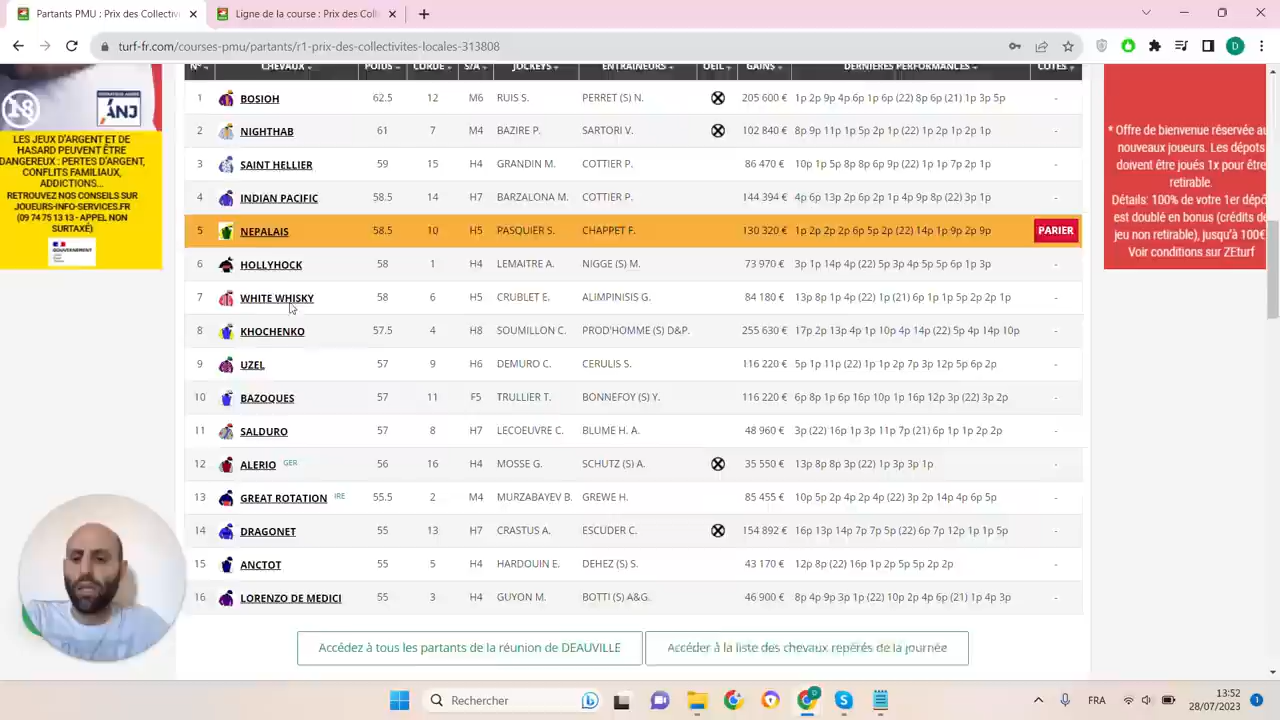 Partants PMU : PRIX DES COLLECTIV
Ligne des Collectiv
turf-fr.com/courses-pmu/partants/r1-prix-des-collectivites-locales-313808
D
18
ANJ
LES JEUX D'ARGENT ET DE
HASARD PEUVENT ÊTRE
DANGEREUX : PERTES D'ARGENT,
CONFLITS FAMILIAUX,
ADDICTIONS...
RETROUVEZ NOS CONSEILS SUR
JOUEURS-INFO-SERVICES.FR
(09 74 75 13 13 - APPEL NON
SURTAXÉ)
N° CHEVAUX POIDS CORDE S/A JOCKEYS ENTRAÎNEURS OEIL GAINS DERNIÈRES PERFORMANCES COTES
1 BOSIOH 62.5 12 M6 RUIS S. PERRET (S) N. 205 600 € 1p 2p 9p 4p 6p 1p 6p (22) 8p 6p (21) 1p 3p 5p -
2 NIGHTHAB 61 7 M4 BAZIRE P. SARTORI V. 102 840 € 8p 9p 11p 1p 5p 2p 1p (22) 1p 2p 1p 2p 1p -
3 SAINT HELLIER 59 15 H4 GRANDIN M. COTTIER P. 86 470 € 10p 1p 5p 8p 8p 6p 9p (22) 1p 1p 7p 2p 1p -
4 INDIAN PACIFIC 58.5 14 H7 BARZALONA M. COTTIER P. 144 394 € 4p 6p 13p 2p 6p 1p (22) 1p 4p 9p 8p (22) 3p 1p -
5 NEPALAIS 58.5 1 PASQUIER S. CHAPPET F. 130 320 € 1p 2p 2p 2p 6p 5p 2p (22) 14p 1p 9p 2p 9p PARIER
6 HOLLYHOCK LEMAITRE A. NIGGE (S) M. 73 970 € 3p 1p 14p 4p (22) 5p 3p 4p 5p 5p 6p 1p 3p -
7 WHITE WHISKY 58 6 H5 CRUBLET E. ALIMPINISIS G. 84 180 € 13p 8p 1p 4p (22) 1p (21) 6p 1p 1p 5p 2p 2p 1p -
8 KHOCHENKO 57.5 4 H8 SOUMILLON C. PROD'HOMME (S) D&P. 255 630 € 17p 2p 13p 4p 1p 10p 4p 14p (22) 5p 4p 14p 10p -
9 UZEL 57 9 H6 DEMURO C. CERULIS S. 116 220 € 5p 1p 11p (22) 12p 2p 7p 3p 12p 5p 6p 2p -
10 BAZOQUES 57 11 F5 TRULLIER T. BONNEFOY (S) Y. 116 220 € 6p 8p 1p 6p 16p 10p 1p 16p 12p 3p (22) 3p 2p -
11 SALDURO 57 8 H7 LECOEUVRE C. BLUME H. A. 48 960 € 3p (22) 16p 1p 3p 11p 7p (21) 6p 1p 1p 2p 2p -
12 ALERIO GER 56 16 H4 MOSSE G. SCHUTZ (S) A. 35 550 € 13p 8p 8p 3p (22) 1p 3p 3p 1p -
13 GREAT ROTATION IRE 55.5 2 M4 MURZABAYEV B. GREWE H. 85 455 € 10p 5p 2p 4p 2p 4p (22) 3p 2p 14p 4p 6p 5p -
14 DRAGONET 55 13 H7 CRASTUS A. ESCUDER C. 154 892 € 16p 13p 14p 7p 7p 5p (22) 6p 7p 12p 1p 1p 5p -
15 ANCTOT 55 5 H4 HARDOUIN E. DEHEZ (S) S. 43 170 € 12p 8p (22) 16p 1p 2p 5p 5p 2p 2p -
16 LORENZO DE MEDICI 55 3 H4 GUYON M. BOTTI (S) A&G. 46 900 € 8p 4p 9p 3p 1p (22) 10p 2p 4p 6p (21) 1p 4p 3p -
Accédez à tous les partants de la réunion de DEAUVILLE
Accéder à la liste des chevaux repérés de la journée
* Offre de bienvenue réservée au
nouveaux joueurs. Les dépôts
doivent être joués 1x pour être
retirable.
Détails: 100% de votre 1er dépô
est doublé en bonus (crédits de
jeu non retirable), jusqu'à 100€
Voir conditions sur ZEturf
Rechercher
FRA
13:52
28/07/2023